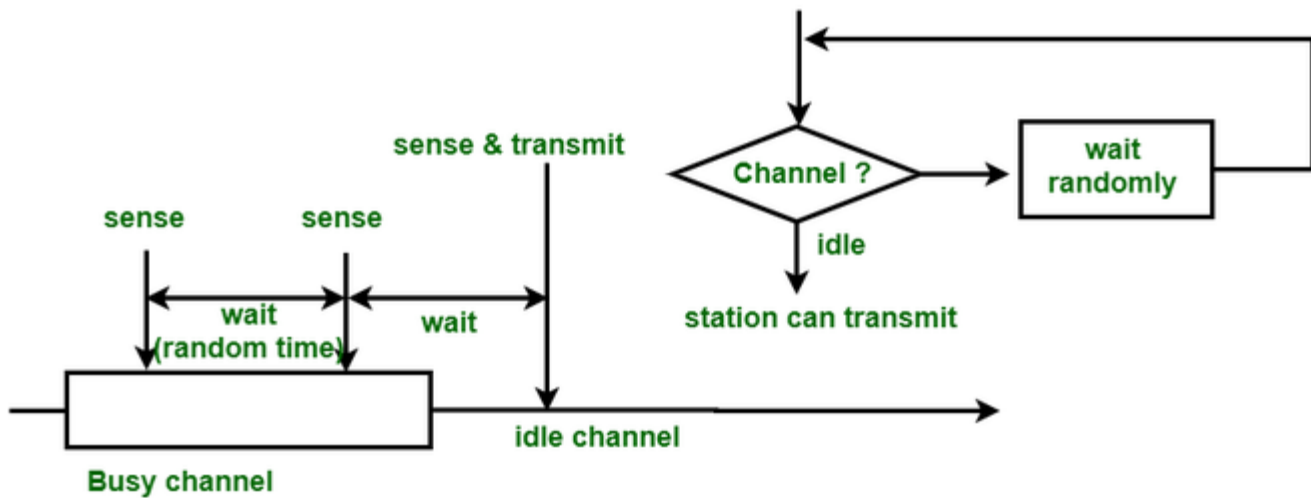 sense & transmit
sense
sense
wait
(random time)
wait
idle channel
Busy channel
Channel ?
wait
randomly
idle
station can transmit